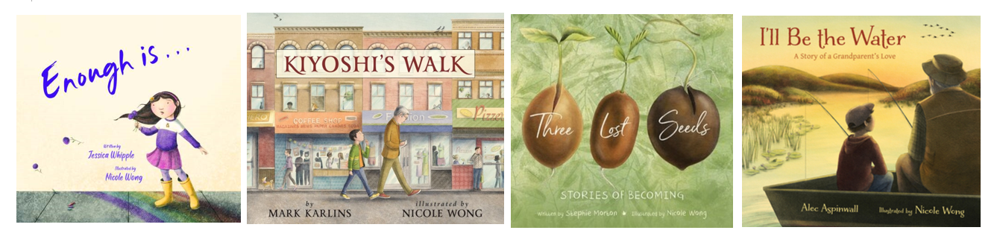 Enough is...
Written by
Jessica Whipple
Illustrated by
Nicole Wong
KIYOSHI'S WALK
COFFEE SHOP
Pizza
by
MARK KARLINS
illustrated by
NICOLE WONG
Three Lost Seeds
STORIES OF BECOMING
Written by Stephie Morton Illustrated by Nicole Wong
I'll Be the Water
A Story of a Grandparent's Love
Alec Aspinwall
Illustrated by Nicole Wong